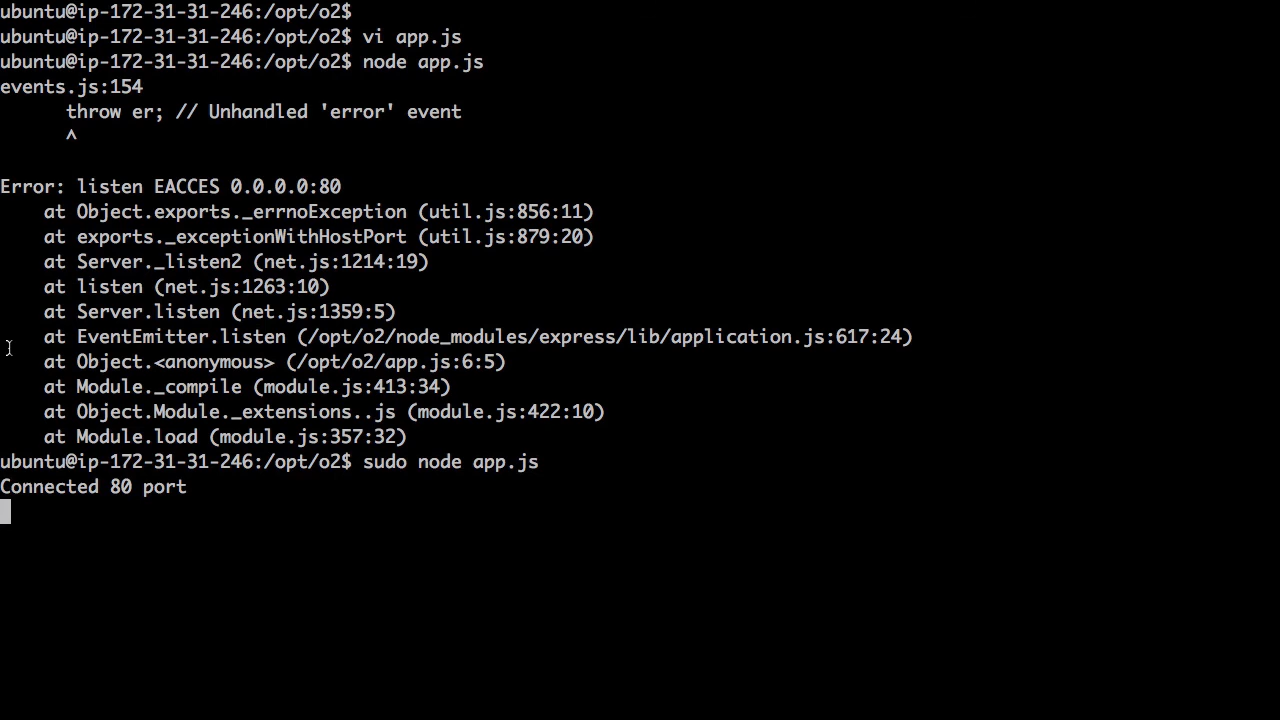 ubuntu@ip-172-31-31-246:/opt/o2$
ubuntu@ip-172-31-31-246:/opt/o2$ vi app.js
ubuntu@ip-172-31-31-246:/opt/o2$ node app.js
events.js:154
      throw er; // Unhandled 'error' event
      ^

Error: listen EACCES 0.0.0.0:80
    at Object.exports._errnoException (util.js:856:11)
    at exports._exceptionWithHostPort (util.js:879:20)
    at Server._listen2 (net.js:1214:19)
    at listen (net.js:1263:10)
    at Server.listen (net.js:1359:5)
    at EventEmitter.listen (/opt/o2/node_modules/express/lib/application.js:617:24)
    at Object.<anonymous> (/opt/o2/app.js:6:5)
    at Module._compile (module.js:413:34)
    at Object.Module._extensions..js (module.js:422:10)
    at Module.load (module.js:357:32)
ubuntu@ip-172-31-31-246:/opt/o2$ sudo node app.js
Connected 80 port